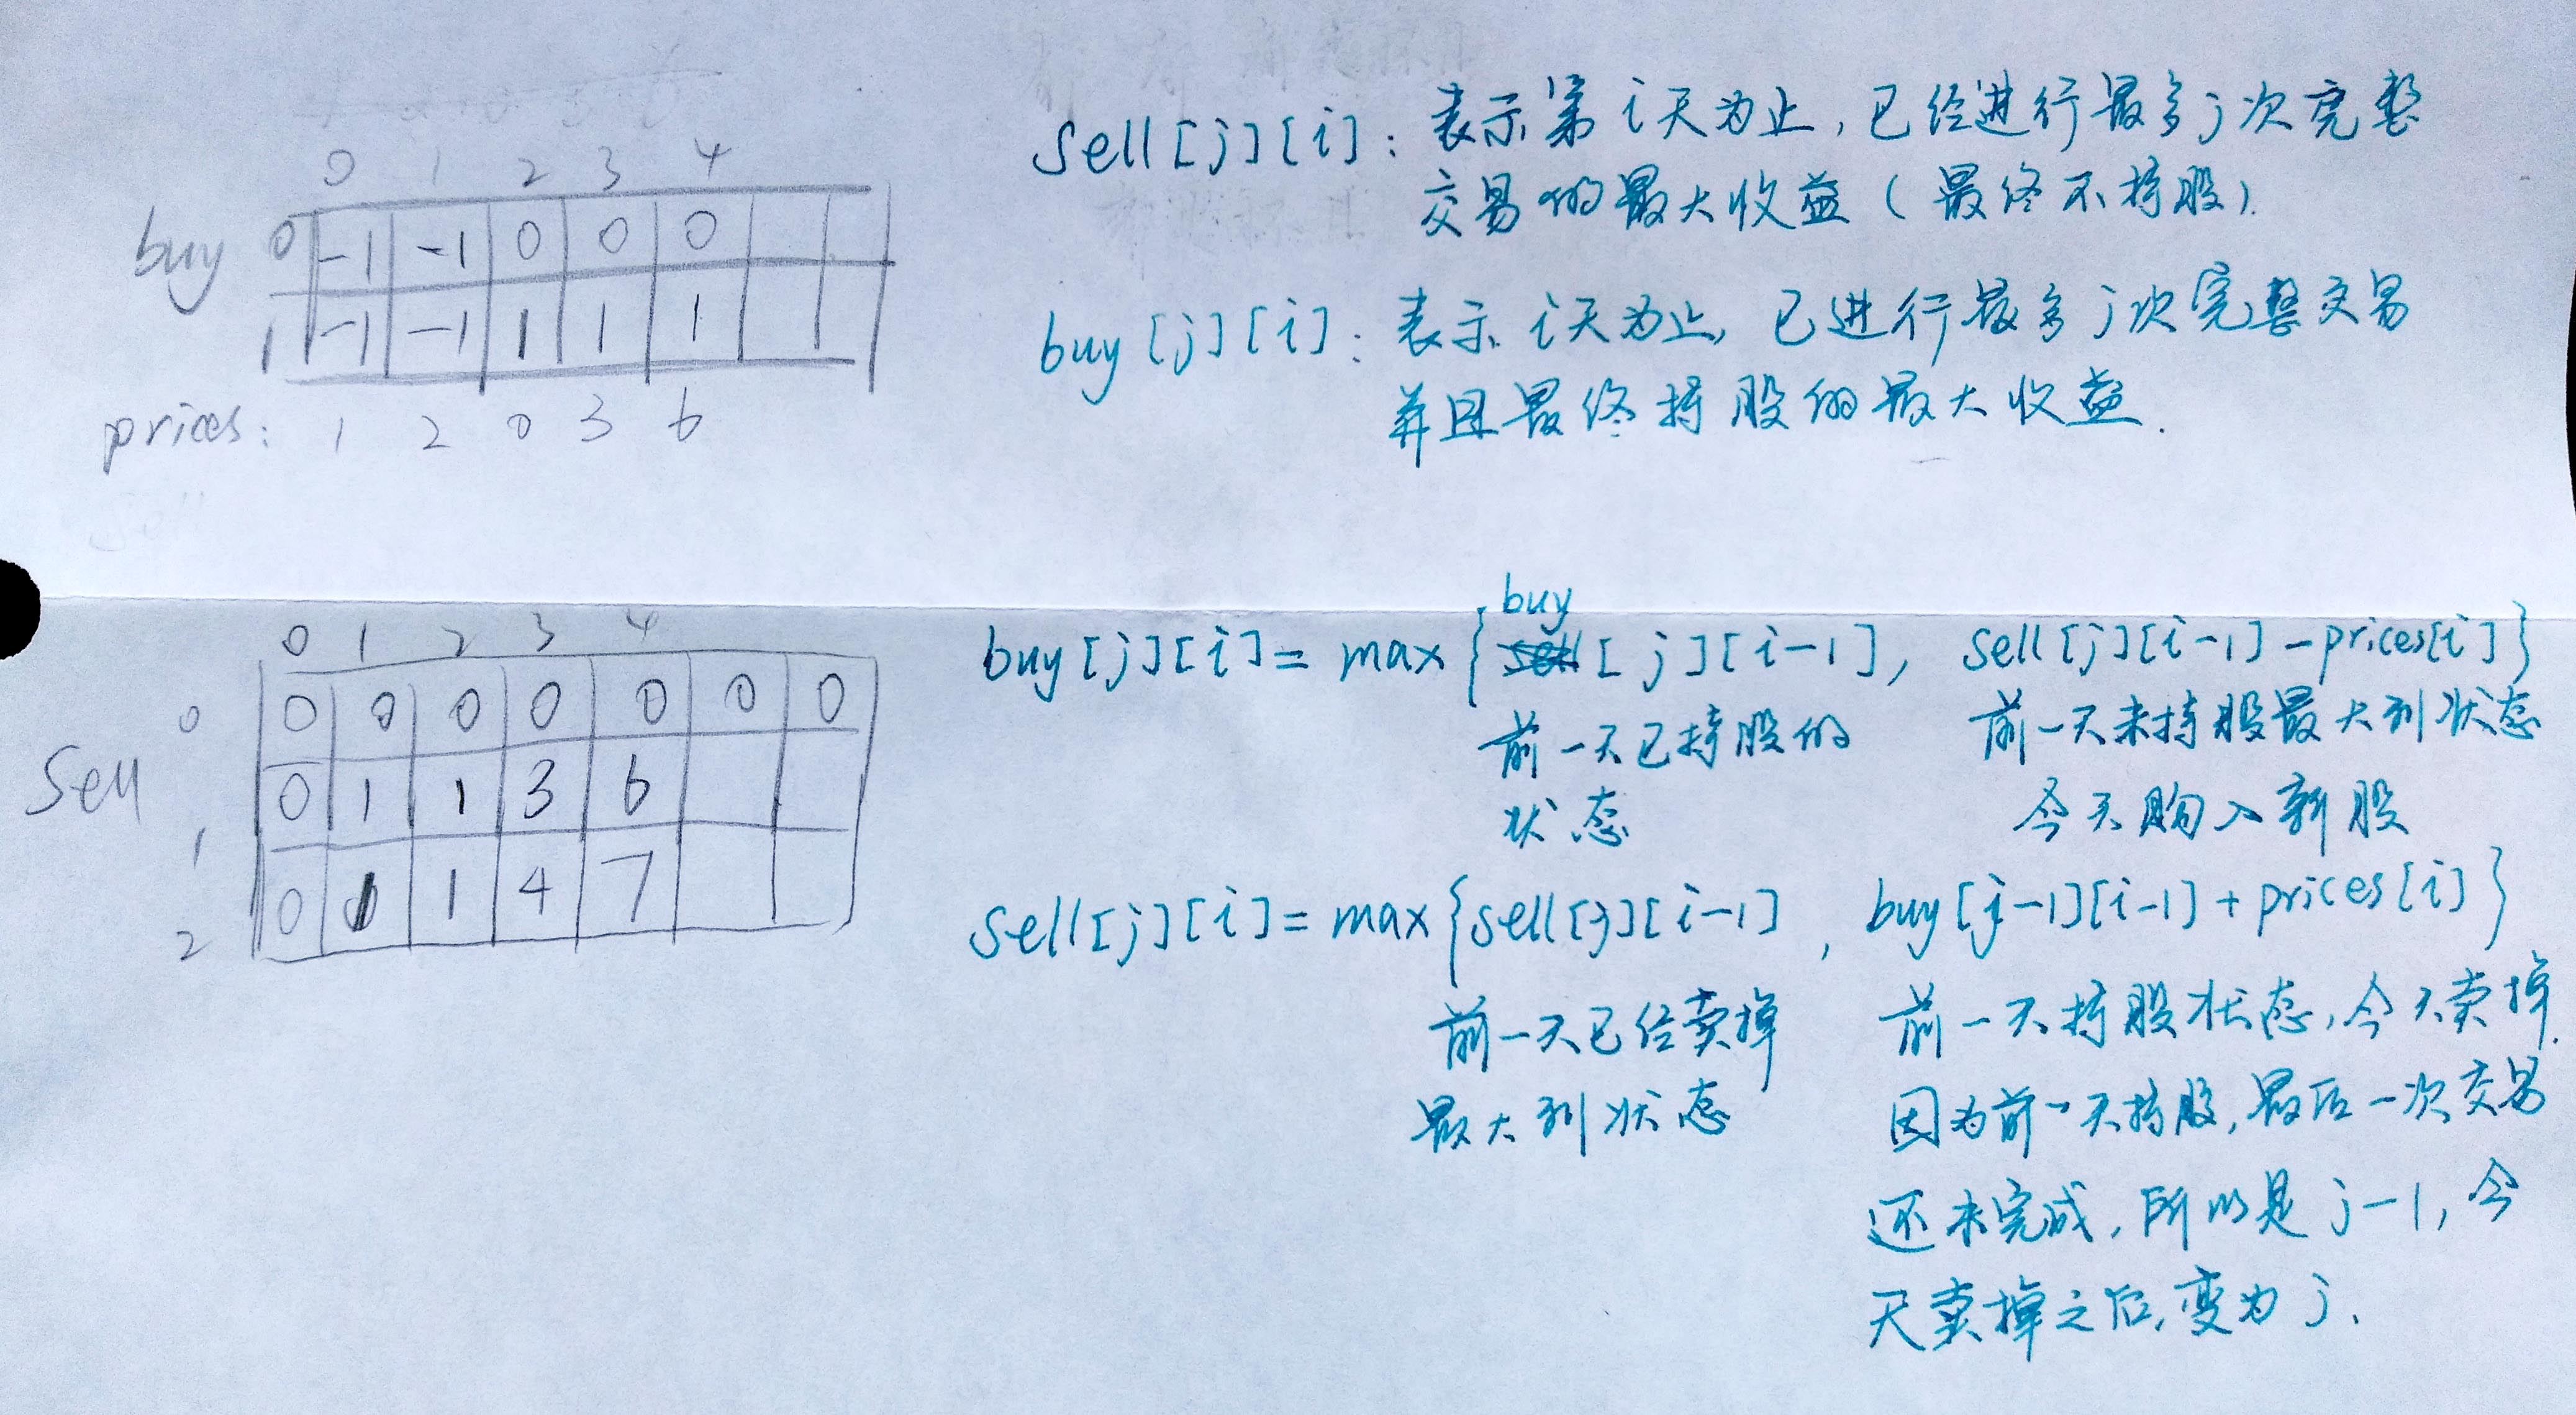 0 1 2 3 4
buy 0 -1 -1 0 0 0
1 -1 -1 1 1 1
prices: 1 2 0 3 6
sell[j][i]: 表示第i天为止,已经进行最多j次完整
交易的最大收益(最终不持股).
buy[j][i]: 表示i天为止,已进行最多j次完整交易
并且最终持股的最大收益.
Sell
0 1 2 3 4
0 0 0 0 0 0 0 0
Sell 1 0 1 1 3 6
2 0 1 1 4 7
buy
buy[j][i] = max{ [j][i-1], sell[j][i-1]-prices[i]}
前一天已持股的
状态
前一天未持股最大利状态
今天购入新股
sell[j][i] = max{sell[j][i-1], buy[j-1][i-1]+prices[i]}
前一天已经卖掉
最大利状态
前一天持股状态,今天卖掉.
因为前一天持股,最后一次交易
还未完成,所以是j-1,今
天卖掉之后,变为j.